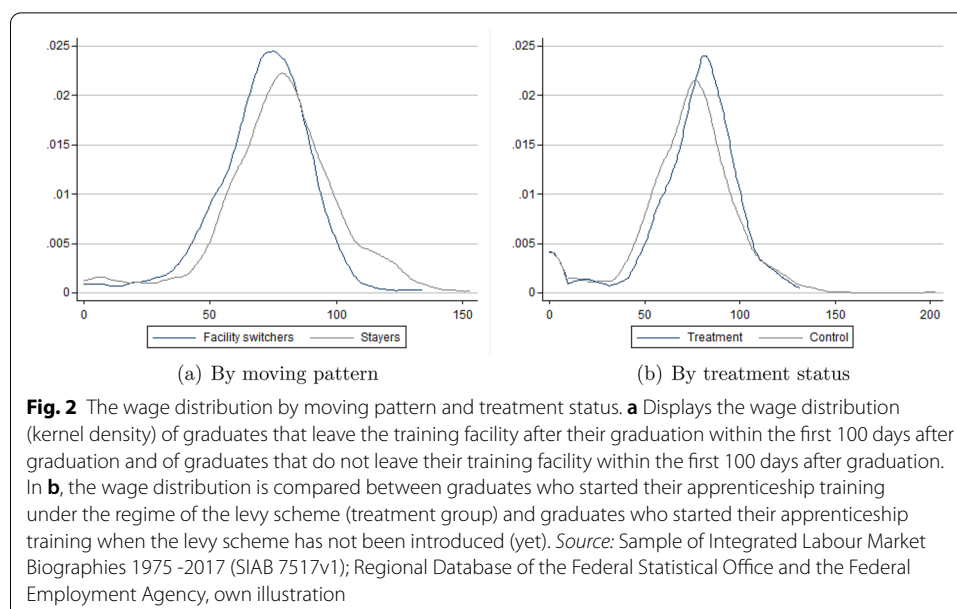 .025
.02
.015
.01
.005
0
0 50 100 150
Facility switchers Stayers
(a) By moving pattern
.025
.02
.015
.01
.005
0
0 50 100 150 200
Treatment Control
(b) By treatment status
Fig. 2 The wage distribution by moving pattern and treatment status. a Displays the wage distribution
(kernel density) of graduates that leave the training facility after their graduation within the first 100 days after
graduation and of graduates that do not leave their training facility within the first 100 days after graduation.
In b, the wage distribution is compared between graduates who started their apprenticeship training
under the regime of the levy scheme (treatment group) and graduates who started their apprenticeship
training when the levy scheme has not been introduced (yet). Source: Sample of Integrated Labour Market
Biographies 1975 -2017 (SIAB 7517v1); Regional Database of the Federal Statistical Office and the Federal
Employment Agency, own illustration